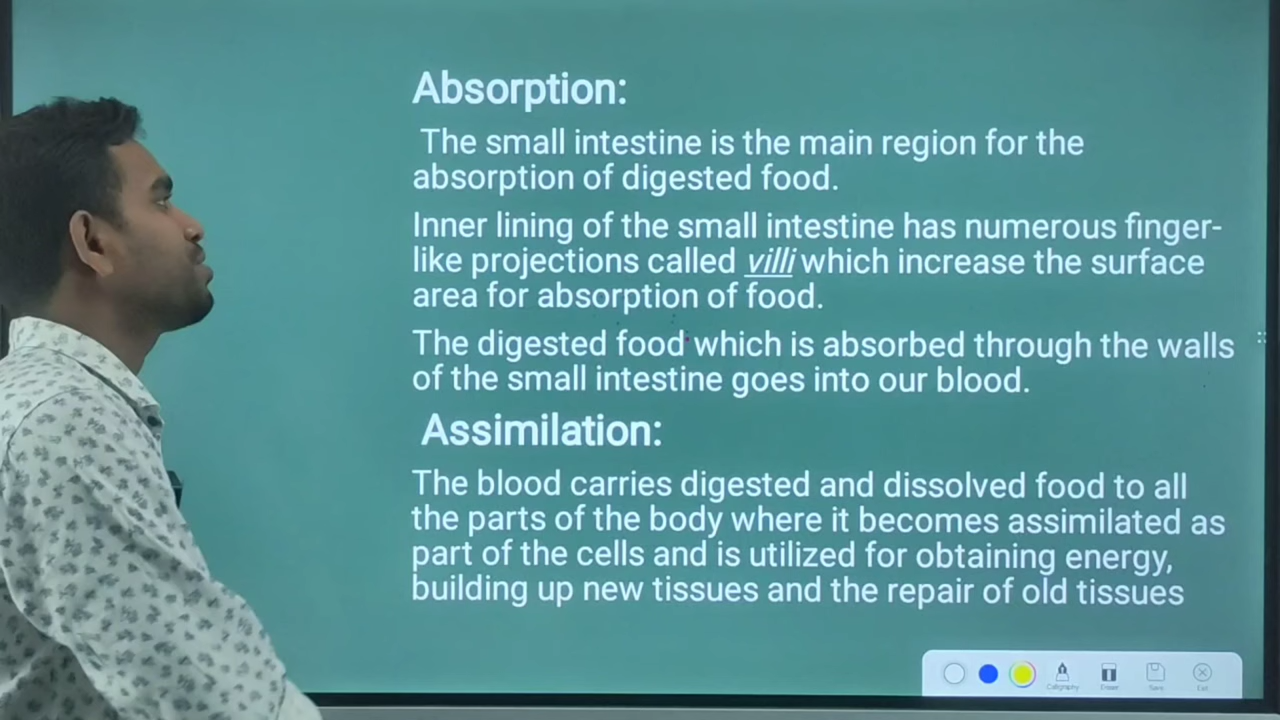 Absorption:
The small intestine is the main region for the
absorption of digested food.
Inner lining of the small intestine has numerous finger-
like projections called villi which increase the surface
area for absorption of food.
The digested food which is absorbed through the walls
of the small intestine goes into our blood.
Assimilation:
The blood carries digested and dissolved food to all
the parts of the body where it becomes assimilated as
part of the cells and is utilized for obtaining energy,
building up new tissues and the repair of old tissues
Calligraphy Eraser Save Exit